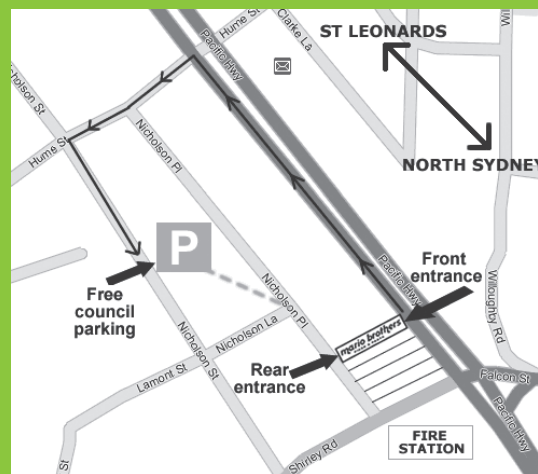 Hume St
Clarke La
Pacific Hwy
ST LEONARDS
NORTH SYDNEY
Nicholson St
Hume St
Nicholson Pl
P
Free
council
parking
Front
entrance
Pacific Hwy
Willoughby Rd
Nicholson Pl
Nicholson La
Nicholson St
mario brothers
Rear
entrance
Lamont St
Falcon St
Pacific Hwy
Shirley Rd
FIRE
STATION
St